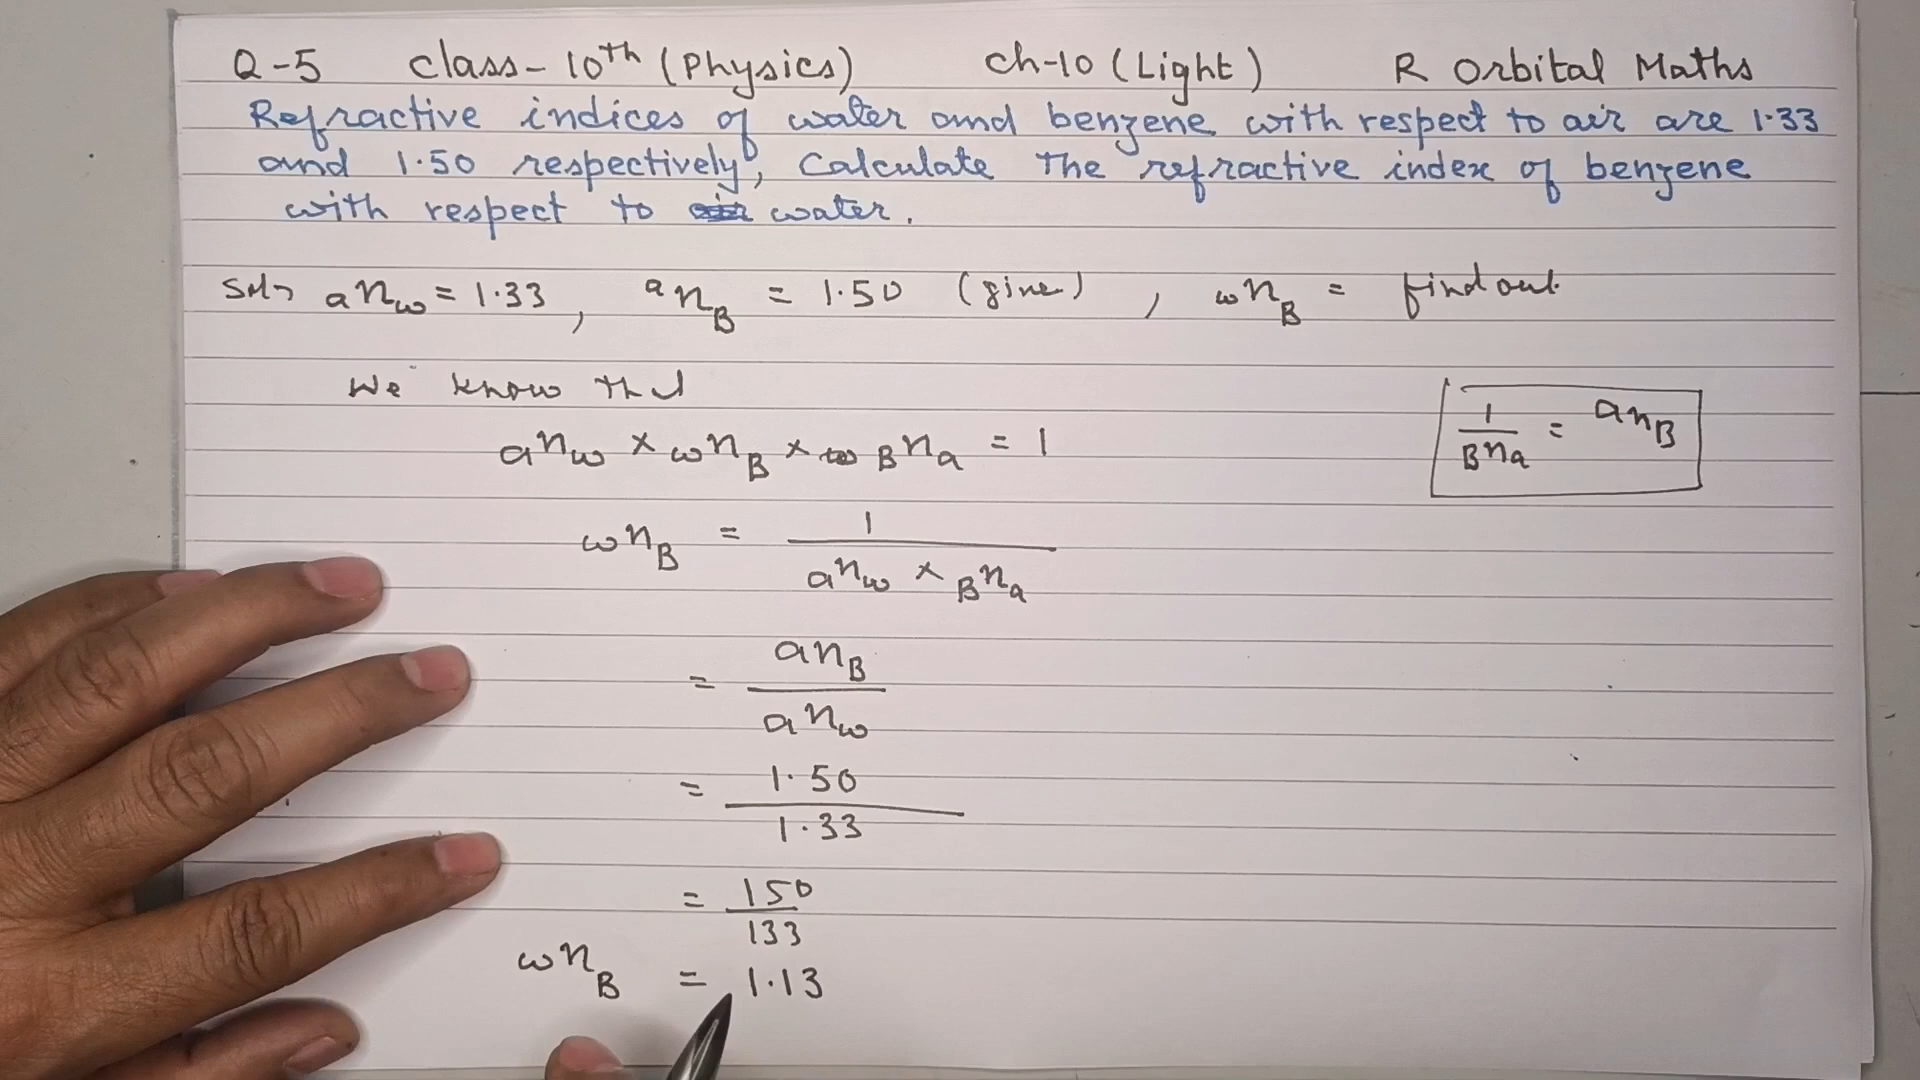 Q-5 Class-10th (Physics) Ch-10 (Light) R Orbital Maths
Refractive indices of water and benzene with respect to air are 1.33
and 1.50 respectively, Calculate The refractive index of benzene
with respect to water.
Soln anw = 1.33, anB = 1.50 (given), wnB = find out
We know that
anw × wnB × Bna = 1
1/Bna = anB
wnB = 1/(anw × Bna)
= anB/anw
= 1.50/1.33
= 150/133
wnB = 1.13